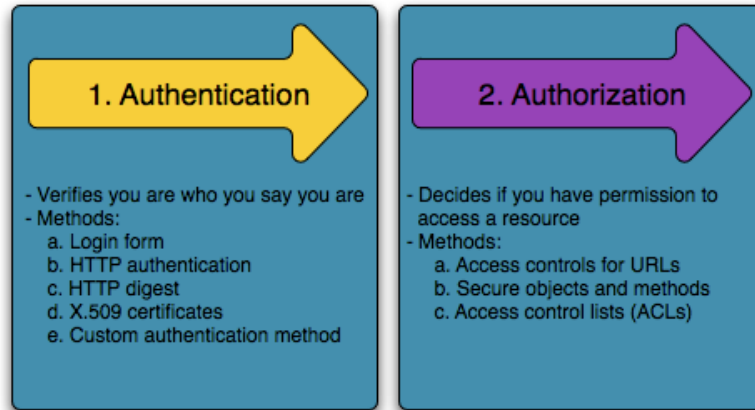 1. Authentication
- Verifies you are who you say you are
- Methods:
a. Login form
b. HTTP authentication
c. HTTP digest
d. X.509 certificates
e. Custom authentication method
2. Authorization
- Decides if you have permission to
access a resource
- Methods:
a. Access controls for URLs
b. Secure objects and methods
c. Access control lists (ACLs)